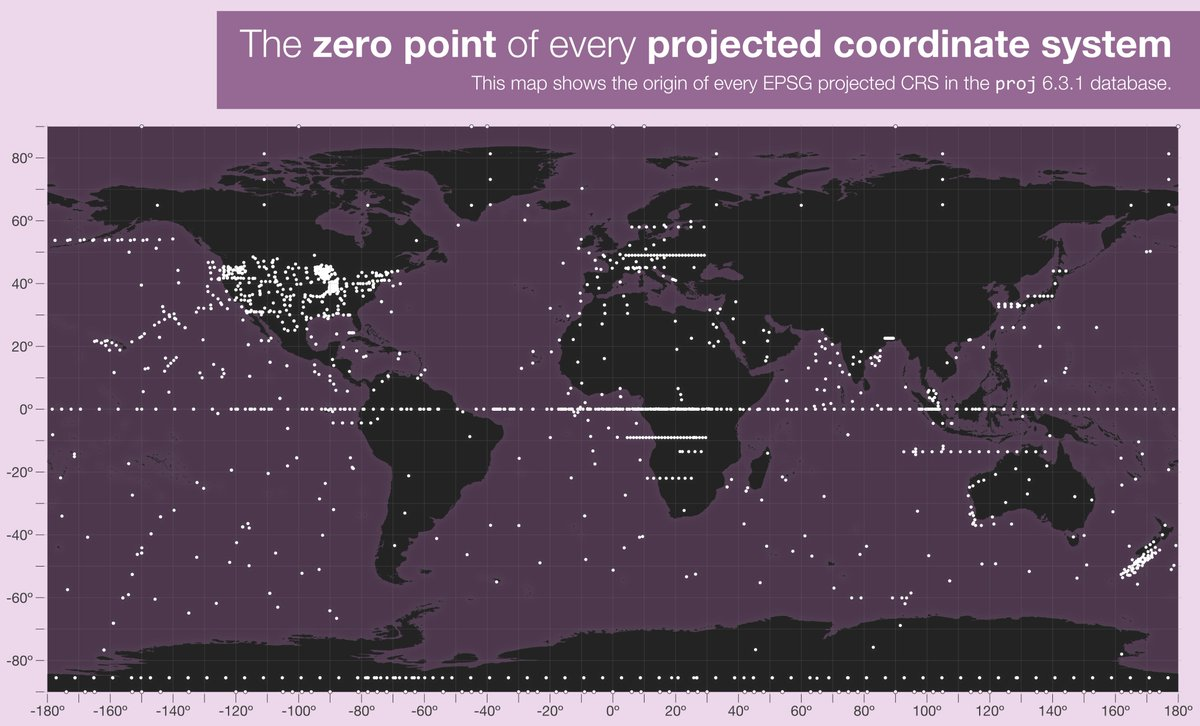 The zero point of every projected coordinate system
This map shows the origin of every EPSG projected CRS in the proj 6.3.1 database.
80º
60º
40º
20º
0º
-20º
-40º
-60º
-80º
-180º -160º -140º -120º -100º -80º -60º -40º -20º 0º 20º 40º 60º 80º 100º 120º 140º 160º 180º